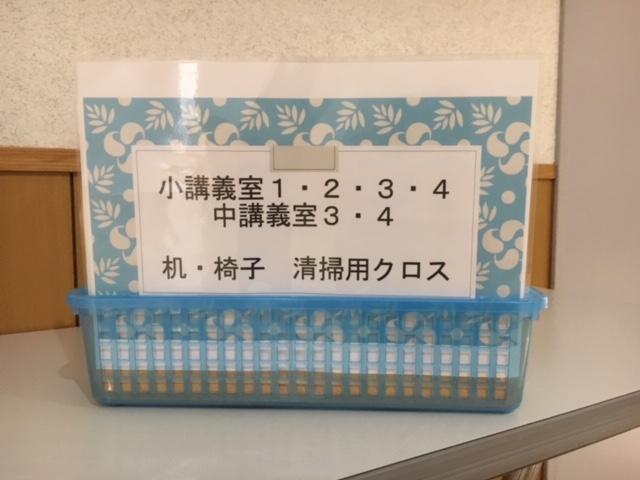 小講義室１・２・３・４
中講義室３・４
机・椅子　清掃用クロス